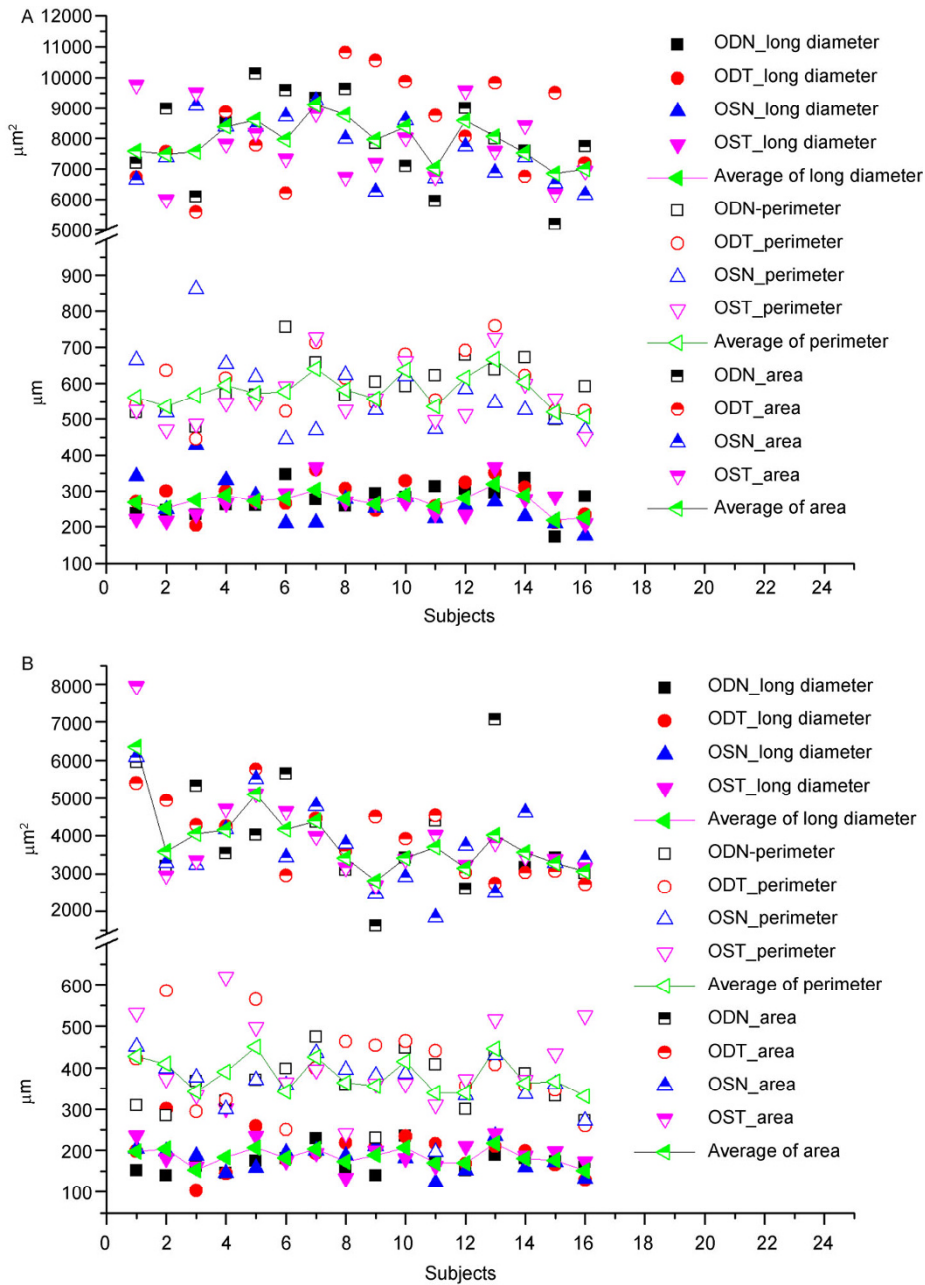 A
12000
11000
10000
9000
8000
7000
6000
5000
μm²
900
800
700
600
500
400
300
200
100
μm
0 2 4 6 8 10 12 14 16 18 20 22 24
Subjects
ODN_long diameter
ODT_long diameter
OSN_long diameter
OST_long diameter
Average of long diameter
ODN-perimeter
ODT_perimeter
OSN_perimeter
OST_perimeter
Average of perimeter
ODN_area
ODT_area
OSN_area
OST_area
Average of area
B
8000
7000
6000
5000
4000
3000
2000
μm²
600
500
400
300
200
100
μm
0 2 4 6 8 10 12 14 16 18 20 22 24
Subjects
ODN_long diameter
ODT_long diameter
OSN_long diameter
OST_long diameter
Average of long diameter
ODN-perimeter
ODT_perimeter
OSN_perimeter
OST_perimeter
Average of perimeter
ODN_area
ODT_area
OSN_area
OST_area
Average of area